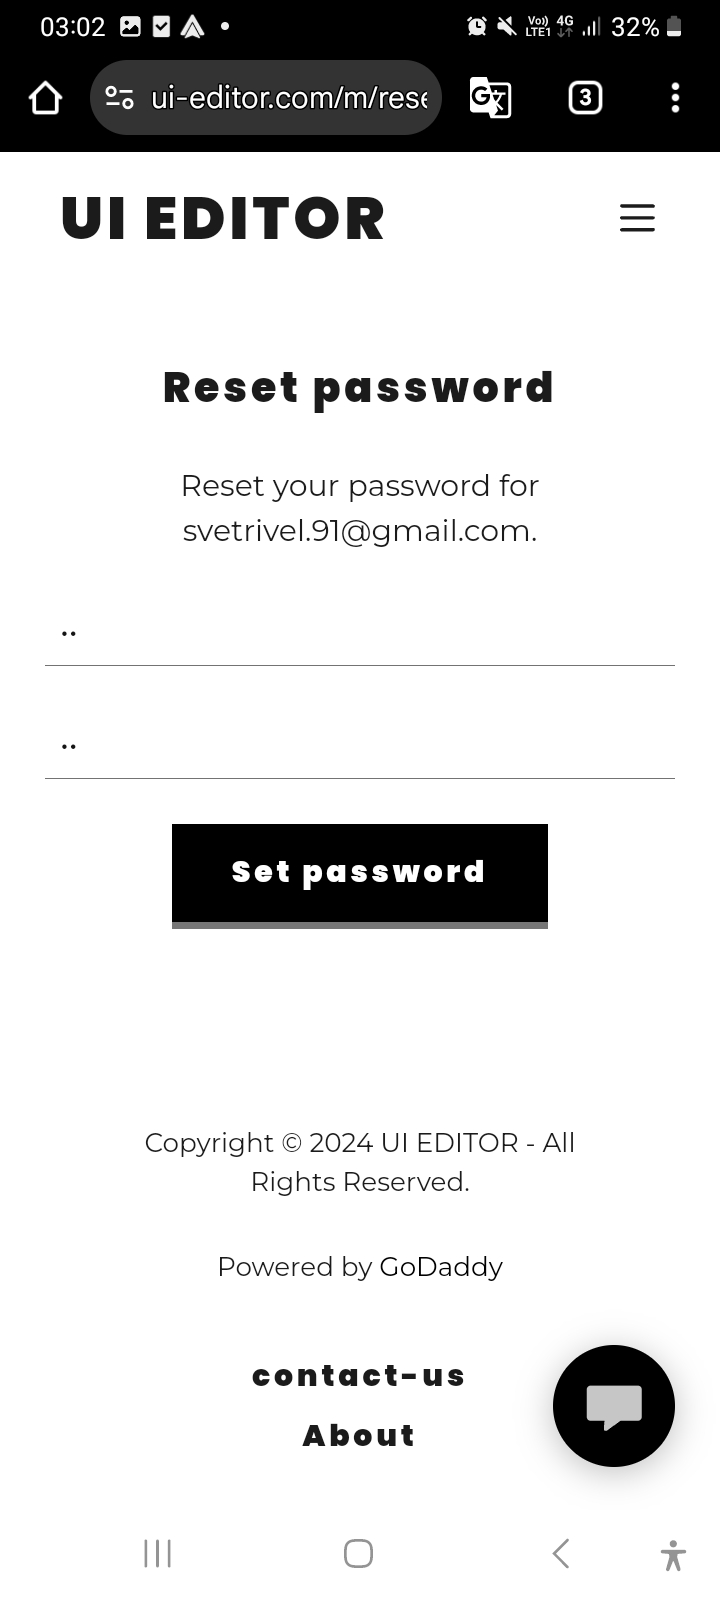 03:02
Vo)) LTE1 4G 32%
ui-editor.com/m/rese
3
UI EDITOR
Reset password
Reset your password for
svetrivel.91@gmail.com.
..
..
Set password
Copyright © 2024 UI EDITOR - All
Rights Reserved.
Powered by GoDaddy
contact-us
About